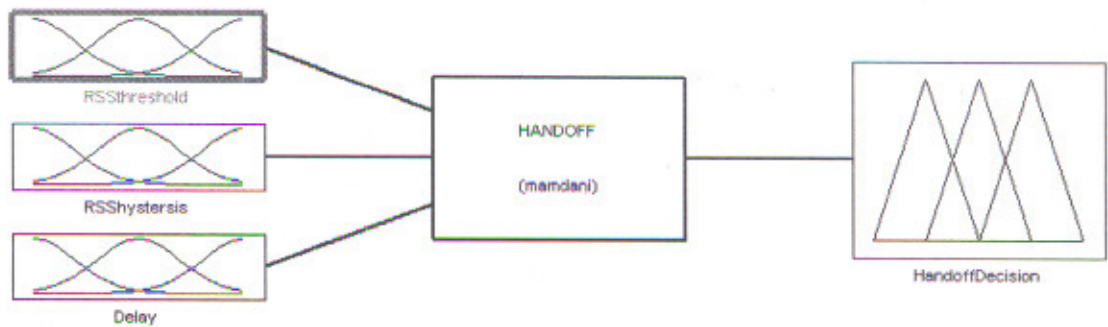 RSSthreshold
HANDOFF
(mamdani)
RSShystersis
HandoffDecision
Delay